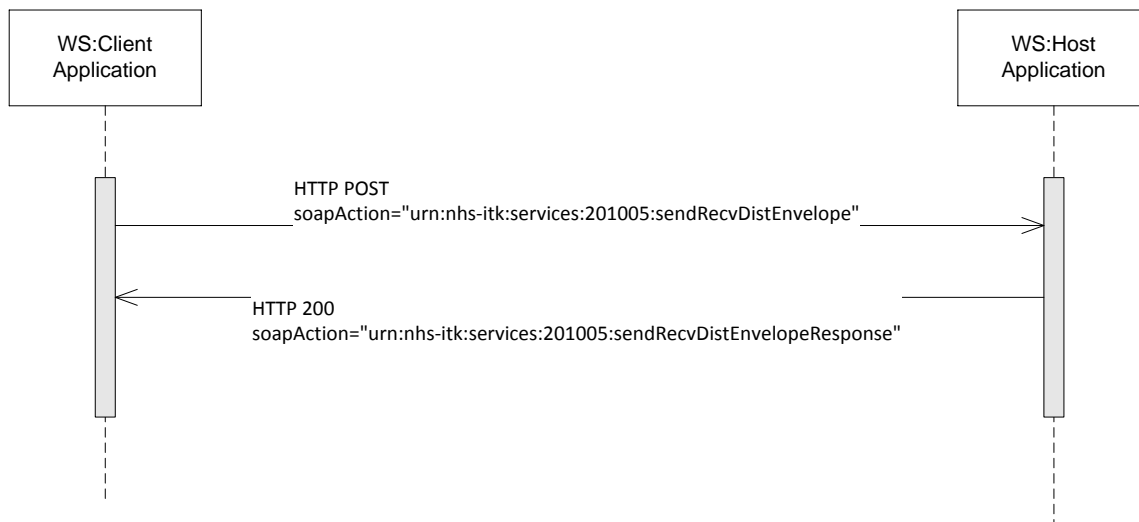 WS:Client
Application
WS:Host
Application
HTTP POST
soapAction="urn:nhs-itk:services:201005:sendRecvDistEnvelope"
HTTP 200
soapAction="urn:nhs-itk:services:201005:sendRecvDistEnvelopeResponse"